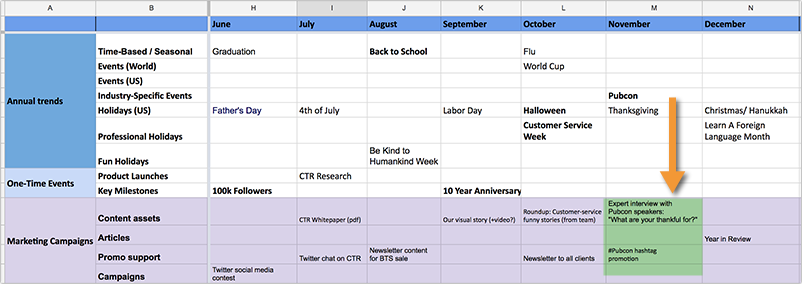 A B H I J K L M N
June July August September October November December
Time-Based / Seasonal Graduation Back to School Flu
Events (World) World Cup
Events (US)
Industry-Specific Events Pubcon
Annual trends
Holidays (US) Father's Day 4th of July Labor Day Halloween Thanksgiving Christmas/ Hanukkah
Professional Holidays Customer Service Learn A Foreign
Week Language Month
Be Kind to
Fun Holidays Humankind Week
Product Launches CTR Research
One-Time Events
Key Milestones 100k Followers 10 Year Anniversary
Expert interview with
Content assets CTR Whitepaper (pdf) Our visual story (+video?) Roundup: Customer-service Pubcon speakers:
funny stories (from team) "What are your thankful for?"
Marketing Campaigns
Articles Year in Review
Newsletter content #Pubcon hashtag
Promo support Twitter chat on CTR for BTS sale Newsletter to all clients promotion
Twitter social media
Campaigns contest